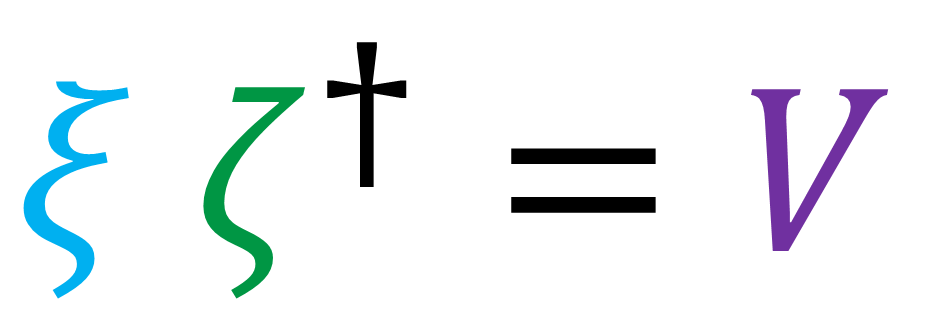 ξ ζ† = V